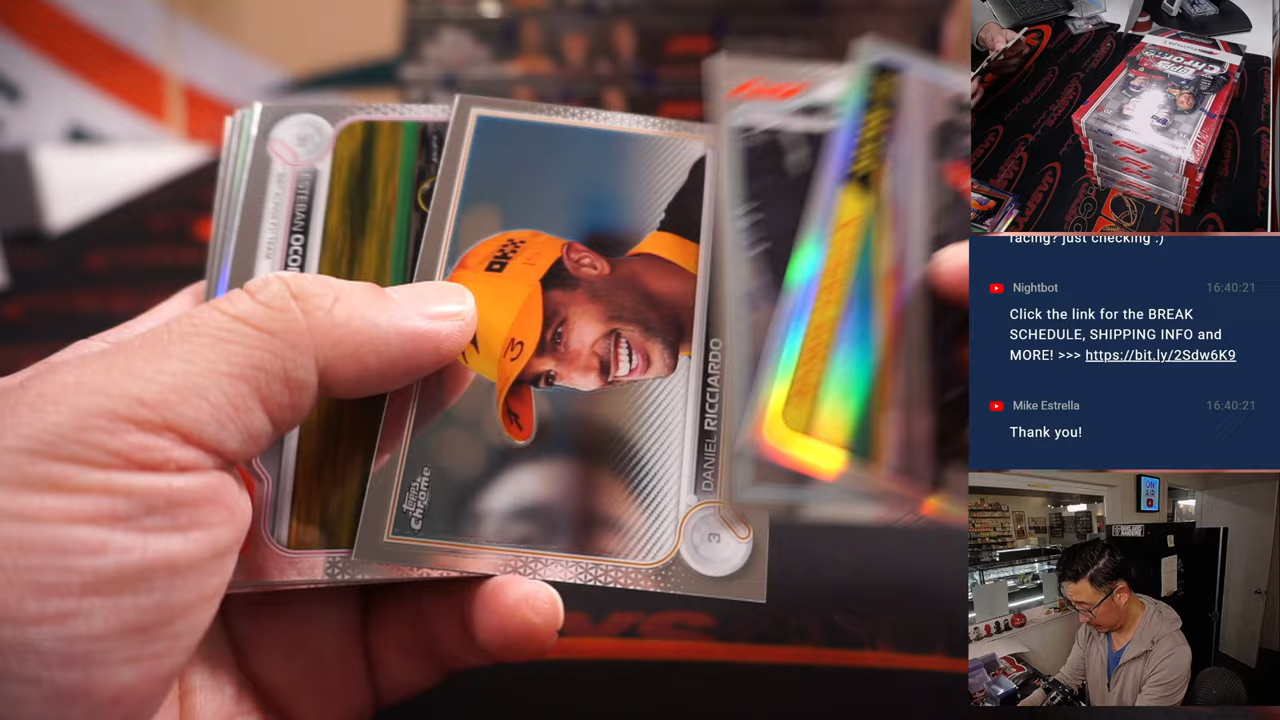 ESTEBAN OCON
DANIEL RICCIARDO
3
3
TOPPS
Chrome
racing? just checking :)
Nightbot
16:40:21
Click the link for the BREAK
SCHEDULE, SHIPPING INFO and
MORE! >>> https://bit.ly/2Sdw6K9
Mike Estrella
16:40:21
Thank you!
ON
AIR